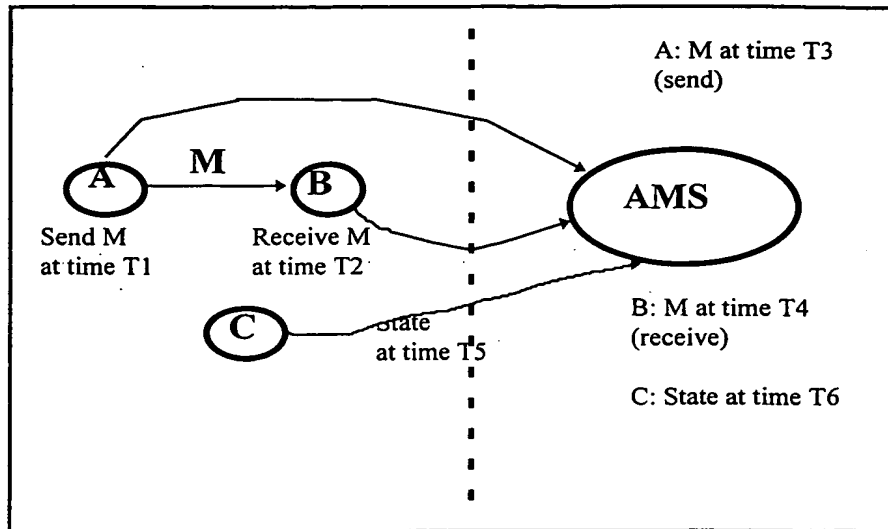 A: M at time T3
(send)
A
M
B
AMS
Send M
at time T1
Receive M
at time T2
C
State
at time T5
B: M at time T4
(receive)
C: State at time T6